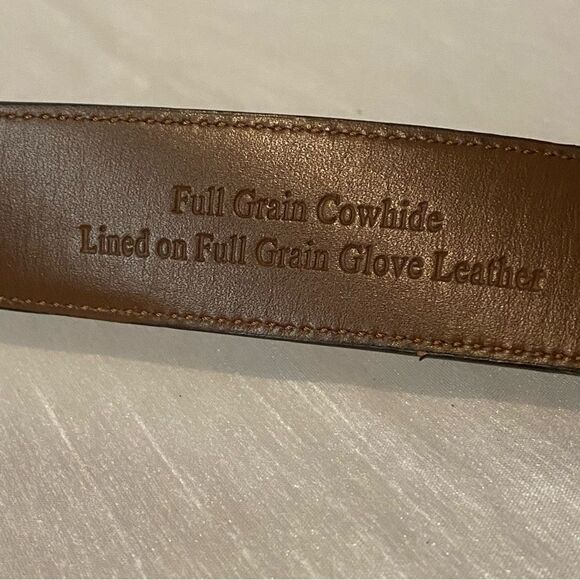 Full Grain Cowhide
Lined on Full Grain Glove Leather